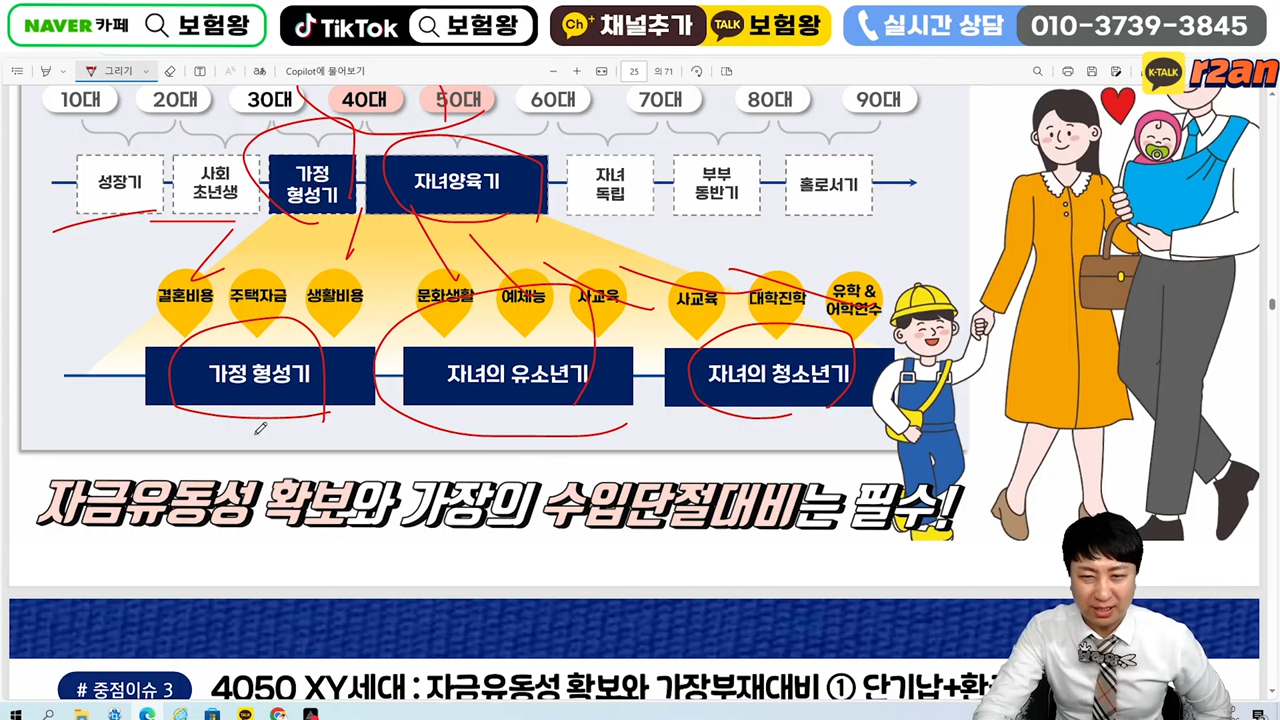 NAVER 카페 보험왕 TikTok 보험왕 Ch+ 채널추가 TALK 보험왕 실시간 상담 010-3739-3845
그리기 Copilot에 물어보기 25 의 71 K-TALK r2an
10대 20대 30대 40대 50대 60대 70대 80대 90대
성장기 사회 초년생 가정 형성기 자녀양육기 자녀 독립 부부 동반기 홀로서기
결혼비용 주택자금 생활비용 문화생활 예체능 사교육 사교육 대학진학 유학 & 어학연수
가정 형성기 자녀의 유소년기 자녀의 청소년기
자금유동성 확보와 가장의 수입단절대비는 필수!
# 중점이슈 3 4050 XY세대 : 자금유동성 확보와 가장부재대비 ① 단기납+환